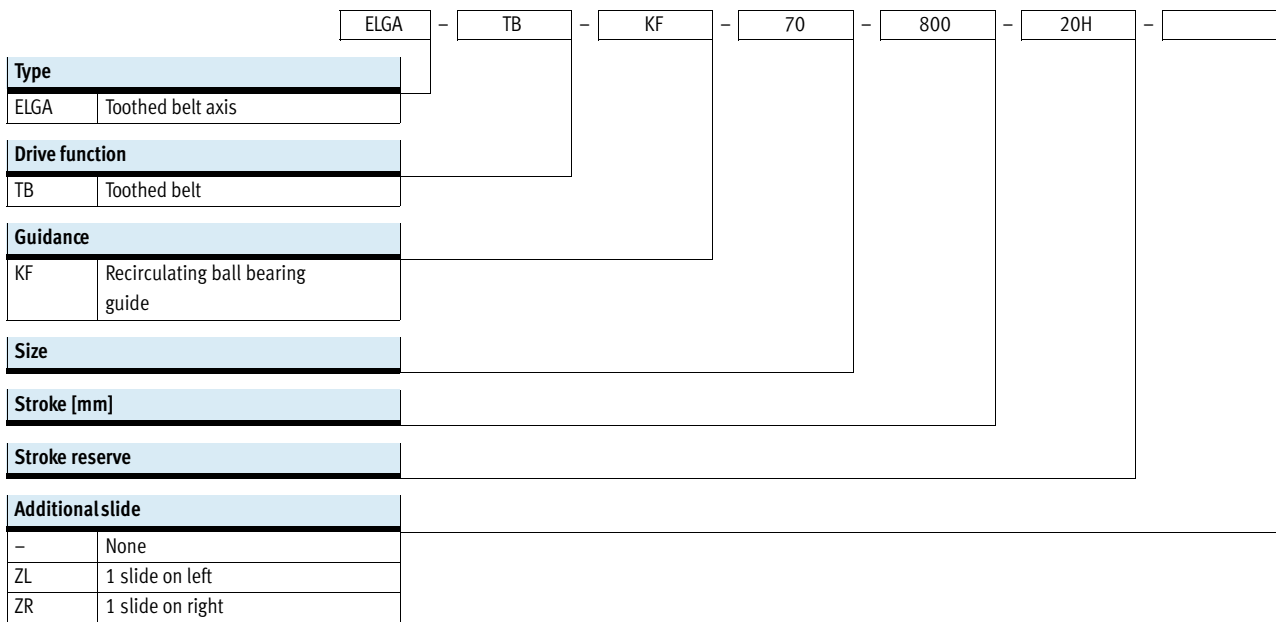 ELGA – TB – KF – 70 – 800 – 20H –
Type
ELGA Toothed belt axis
Drive function
TB Toothed belt
Guidance
KF Recirculating ball bearing
guide
Size
Stroke [mm]
Stroke reserve
Additional slide
– None
ZL 1 slide on left
ZR 1 slide on right